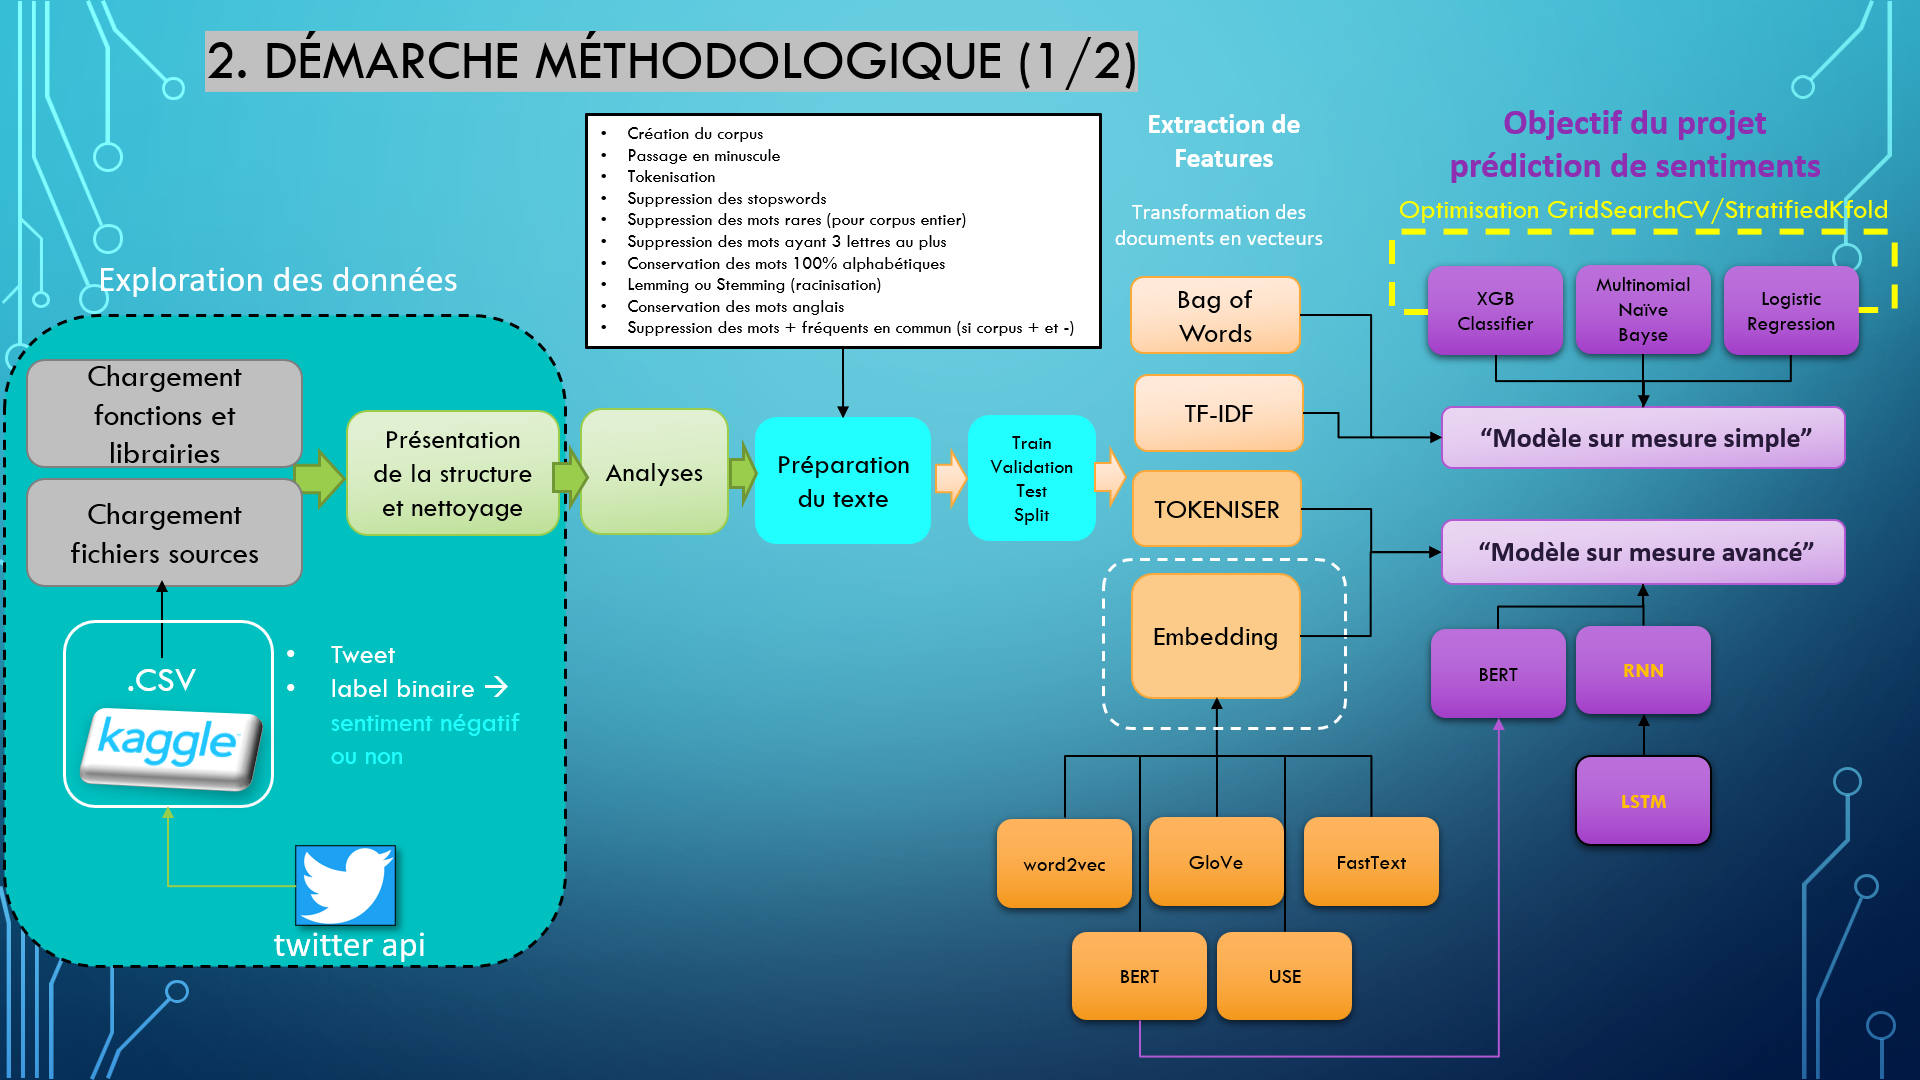 2. DÉMARCHE MÉTHODOLOGIQUE (1/2)
• Création du corpus
• Passage en minuscule
• Tokenisation
• Suppression des stopswords
• Suppression des mots rares (pour corpus entier)
• Suppression des mots ayant 3 lettres au plus
• Conservation des mots 100% alphabétiques
• Lemming ou Stemming (racinisation)
• Conservation des mots anglais
• Suppression des mots + fréquents en commun (si corpus + et -)
Exploration des données
Chargement
fonctions et
librairies
Chargement
fichiers sources
.CSV
kaggle
• Tweet
• label binaire →
sentiment négatif
ou non
twitter api
Présentation
de la structure
et nettoyage
Analyses
Préparation
du texte
Train
Validation
Test
Split
Extraction de
Features
Transformation des
documents en vecteurs
Bag of
Words
TF-IDF
TOKENISER
Embedding
word2vec
GloVe
FastText
BERT
USE
Objectif du projet
prédiction de sentiments
Optimisation GridSearchCV/StratifiedKfold
XGB
Classifier
Multinomial
Naïve
Bayse
Logistic
Regression
“Modèle sur mesure simple”
“Modèle sur mesure avancé”
BERT
RNN
LSTM